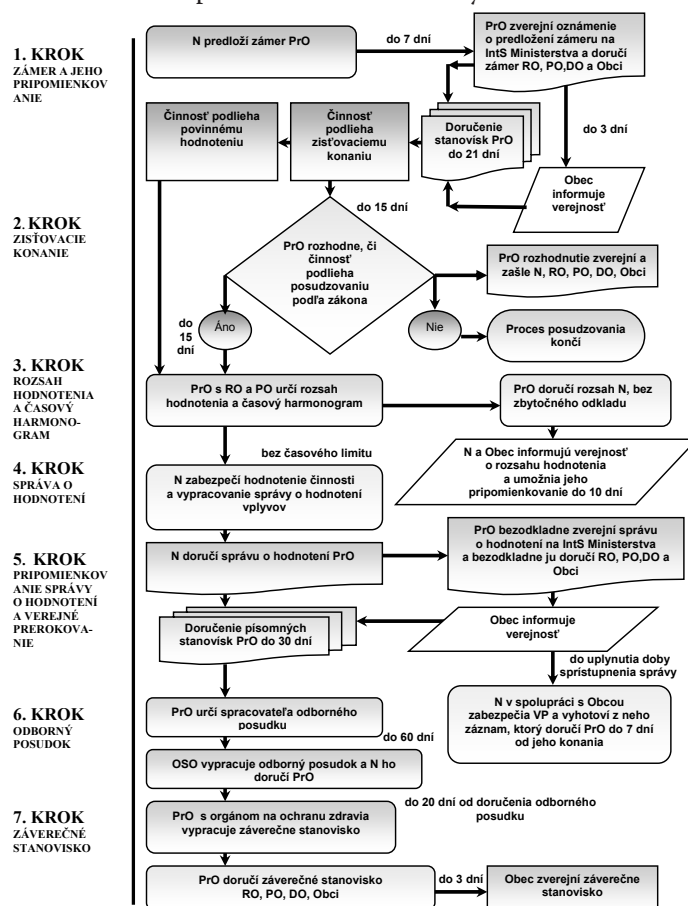 1. KROK
ZÁMER A JEHO
PRIPOMIENKOV
ANIE
N predloží zámer PrO
do 7 dní
PrO zverejní oznámenie
o predložení zámeru na
IntS Ministerstva a doručí
zámer RO, PO,DO a Obci
Činnosť podlieha
povinnému
hodnoteniu
Činnosť
podlieha
zisťovaciemu
konaniu
Doručenie
stanovísk PrO
do 21 dní
do 3 dní
Obec
informuje
verejnosť
2. KROK
ZISŤOVACIE
KONANIE
do 15 dní
PrO rozhodne, či
činnosť
podlieha
posudzovaniu
podľa zákona
PrO rozhodnutie zverejní a
zašle N, RO, PO, DO, Obci
do
15
dní
Áno
Nie
Proces posudzovania
končí
3. KROK
ROZSAH
HODNOTENIA
A ČASOVÝ
HARMONO-
GRAM
PrO s RO a PO určí rozsah
hodnotenia a časový harmonogram
PrO doručí rozsah N, bez
zbytočného odkladu
bez časového limitu
N a Obec informujú verejnosť
o rozsahu hodnotenia
a umožnia jeho
pripomienkovanie do 10 dní
4. KROK
SPRÁVA O
HODNOTENÍ
N zabezpečí hodnotenie činnosti
a vypracovanie správy o hodnotení
vplyvov
5. KROK
PRIPOMIENKOV
ANIE SPRÁVY
O HODNOTENÍ
A VEREJNÉ
PREROKOVA-
NIE
N doručí správu o hodnotení PrO
PrO bezodkladne zverejní správu
o hodnotení na IntS Ministerstva
a bezodkladne ju doručí RO, PO,DO a
Obci
Doručenie písomných
stanovísk PrO do 30 dní
Obec informuje
verejnosť
do uplynutia doby
sprístupnenia správy
N v spolupráci s Obcou
zabezpečia VP a vyhotoví z neho
záznam, ktorý doručí PrO do 7 dní
od jeho konania
6. KROK
ODBORNÝ
POSUDOK
PrO určí spracovateľa odborného
posudku
do 60 dní
OSO vypracuje odborný posudok a N ho
doručí PrO
7. KROK
ZÁVEREČNÉ
STANOVISKO
PrO s orgánom na ochranu zdravia
vypracuje záverečne stanovisko
do 20 dní od doručenia odborného
posudku
PrO doručí záverečné stanovisko
RO, PO, DO, Obci
do 3 dní
Obec zverejní záverečne
stanovisko